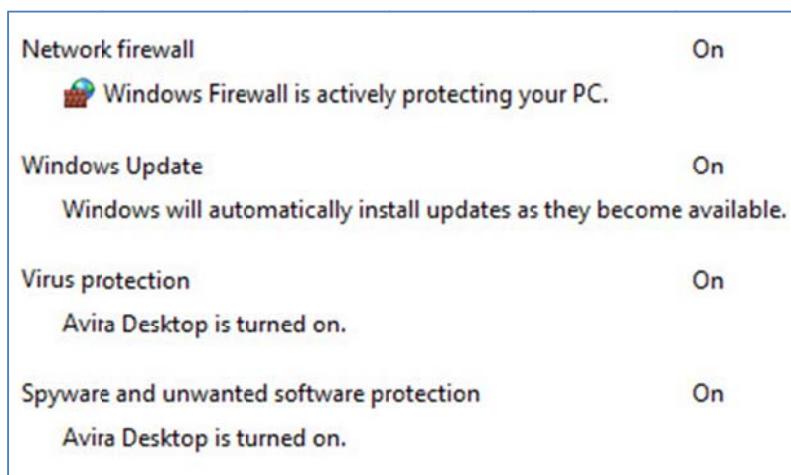 Network firewall On
Windows Firewall is actively protecting your PC.
Windows Update On
Windows will automatically install updates as they become available.
Virus protection On
Avira Desktop is turned on.
Spyware and unwanted software protection On
Avira Desktop is turned on.